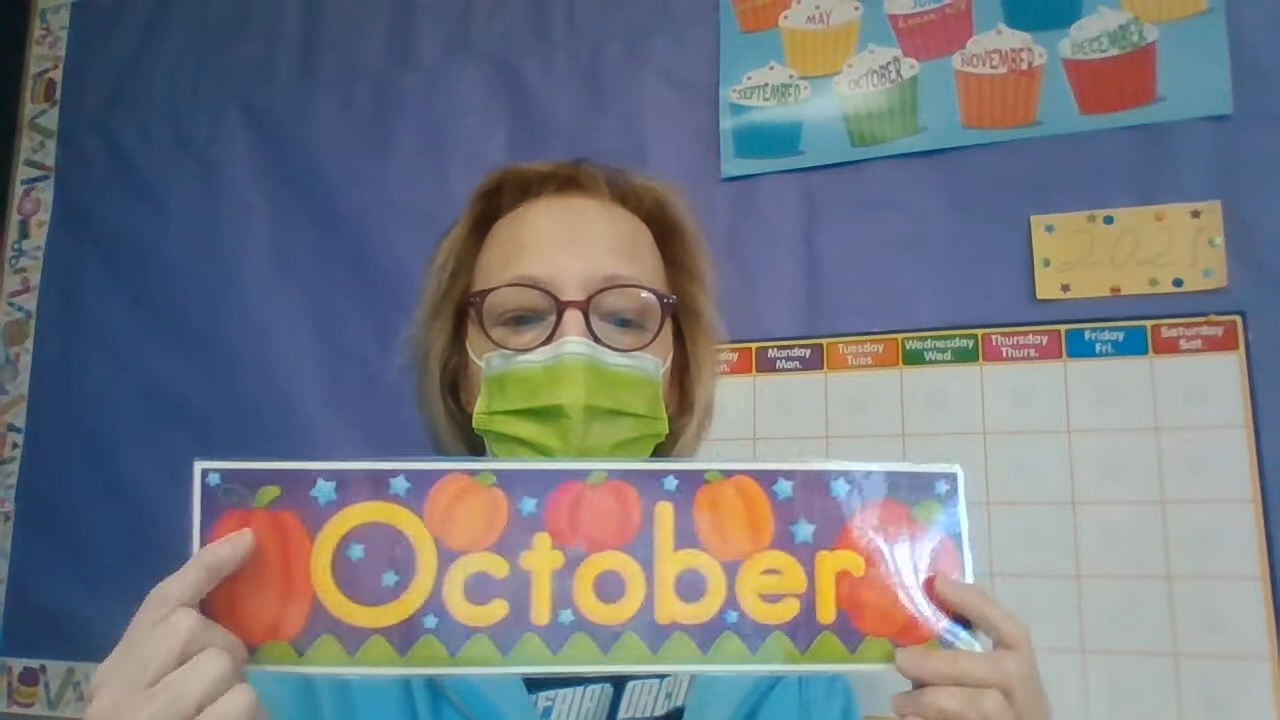 MAY
SEPTEMBER
OCTOBER
NOVEMBER
DECEMBER
2021
Monday Tuesday Wednesday Thursday Friday Saturday
Mon. Tues. Wed. Thurs. Fri. Sat.
October